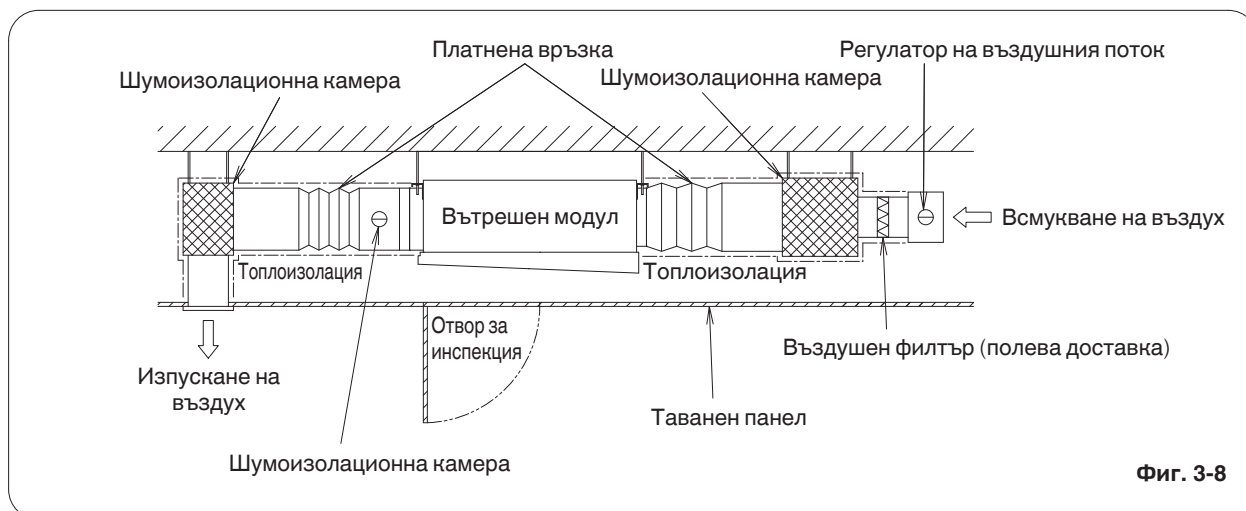 Платнена връзка
Регулатор на въздушния поток
Шумоизолационна камера
Шумоизолационна камера
Вътрешен модул
Всмукване на въздух
Топлоизолация
Топлоизолация
Отвор за
инспекция
Въздушен филтър (полева доставка)
Изпускане на
въздух
Таванен панел
Шумоизолационна камера
Фиг. 3-8